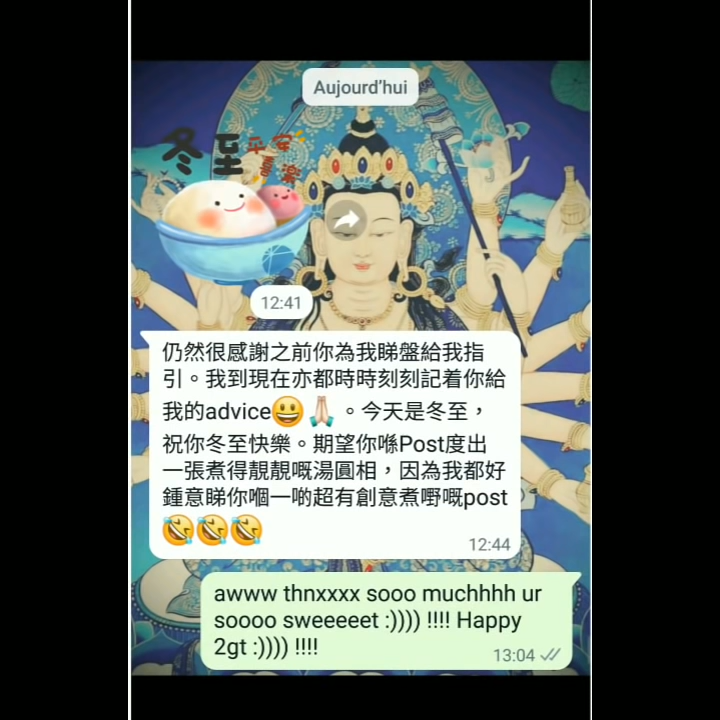 Aujourd'hui
冬至平安
喜樂
12:41
仍然很感謝之前你為我睇盤給我指
引。我到現在亦都時時刻刻記着你給
我的advice😃🙏🏻。今天是冬至，
祝你冬至快樂。期望你喺Post度出
一張煮得靚靚嘅湯圓相，因為我都好
鍾意睇你嗰一啲超有創意煮嘢嘅post
🤣🤣🤣
12:44
awww thnxxxx sooo muchhhh ur
soooo sweeeeet :)))) !!!! Happy
2gt :)))) !!!!
13:04